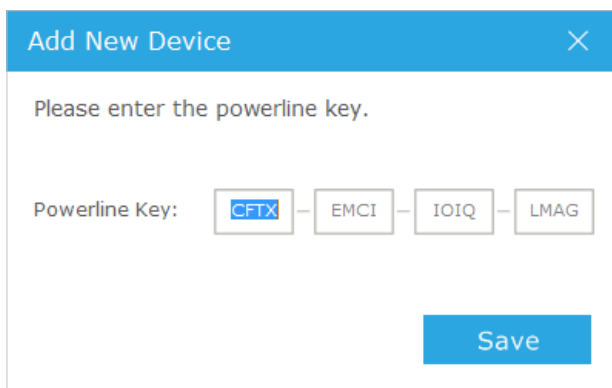 Add New Device
Please enter the powerline key.
Powerline Key: CFTX – EMCI – IOIQ – LMAG
Save